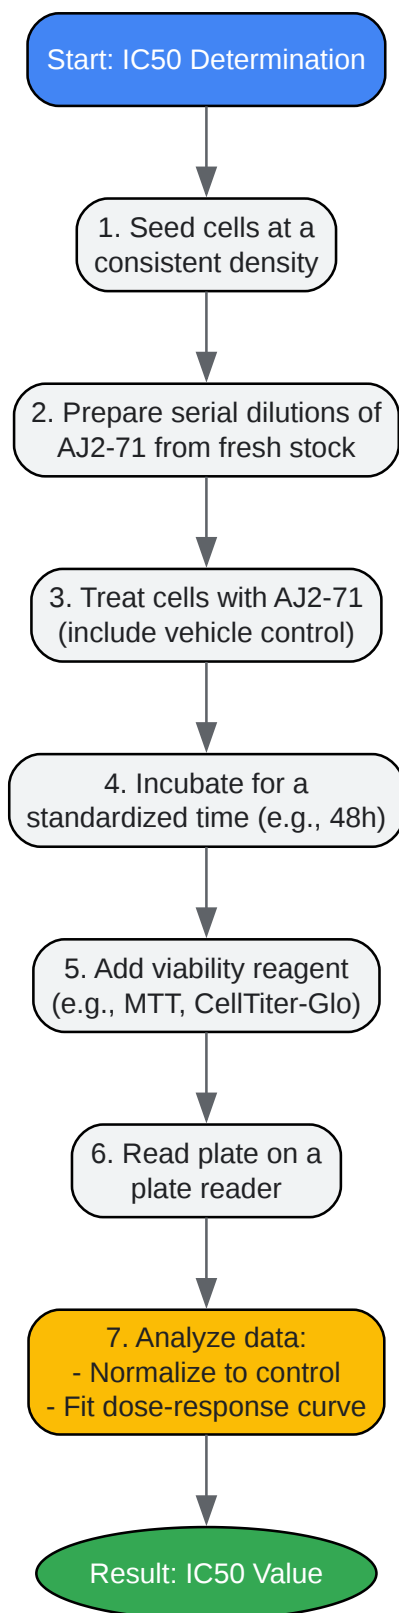 Start: IC50 Determination
1. Seed cells at a
consistent density
2. Prepare serial dilutions of
AJ2-71 from fresh stock
3. Treat cells with AJ2-71
(include vehicle control)
4. Incubate for a
standardized time (e.g., 48h)
5. Add viability reagent
(e.g., MTT, CellTiter-Glo)
6. Read plate on a
plate reader
7. Analyze data:
- Normalize to control
- Fit dose-response curve
Result: IC50 Value